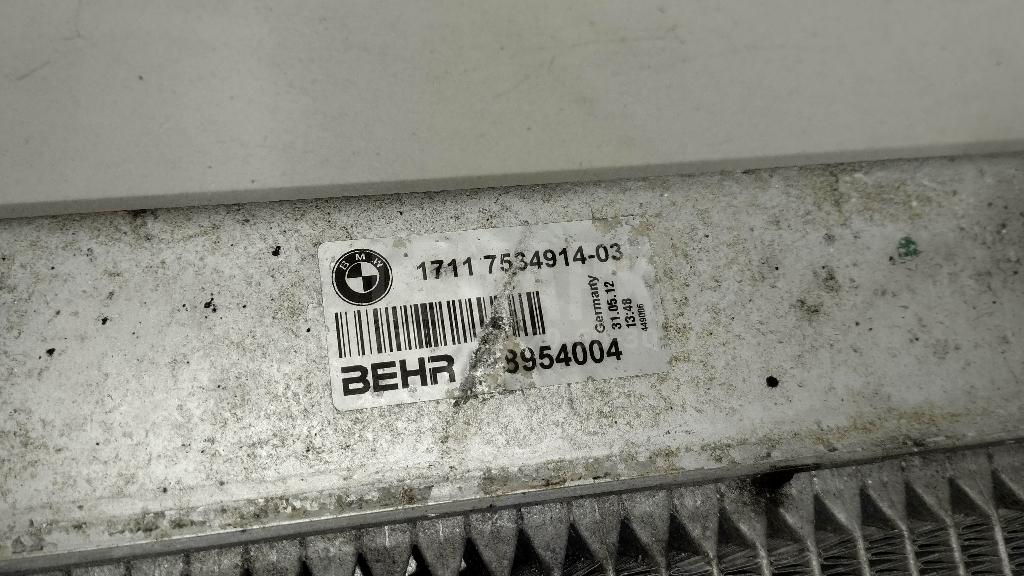 BMW
1711 7534914-03
Germany
31.05.12
13:48
BEHR 8954004